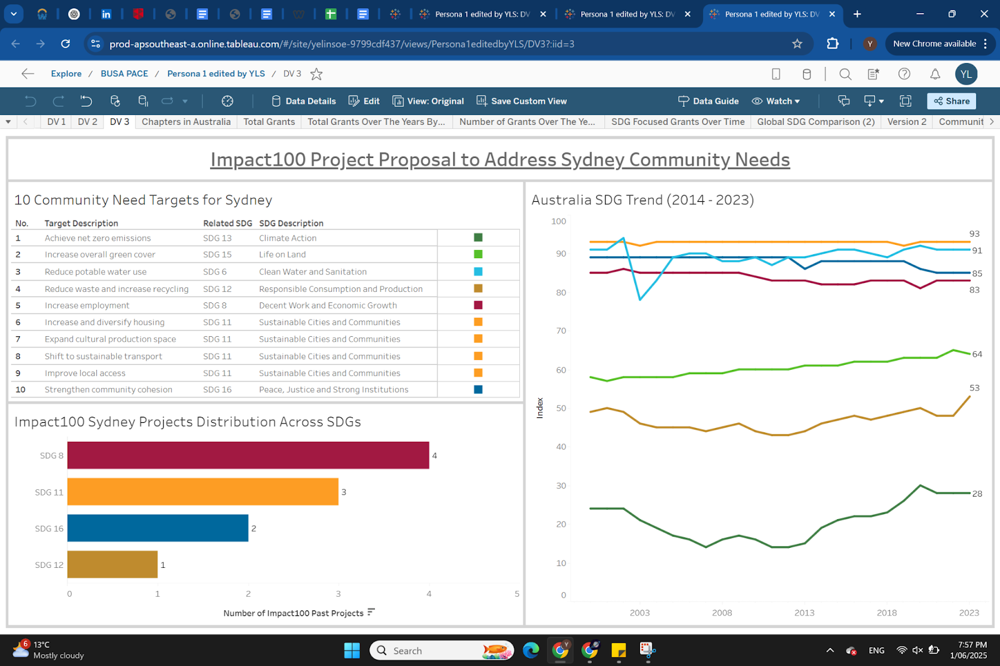 Persona 1 edited by YLS: DV
Persona 1 edited by YLS: DV
Persona 1 edited by YLS: DV
prod-apsoutheast-a.online.tableau.com/#/site/yelinsoe-9799cdf437/views/Persona1editedbyYLS/DV3?:iid=3
Y
New Chrome available
Explore / BUSA PACE / Persona 1 edited by YLS / DV 3
YL
Data Details
Edit
View: Original
Save Custom View
Data Guide
Watch
Share
DV 1
DV 2
DV 3
Chapters in Australia
Total Grants
Total Grants Over The Years By...
Number of Grants Over The Ye...
SDG Focused Grants Over Time
Global SDG Comparison (2)
Version 2
Communit
Impact100 Project Proposal to Address Sydney Community Needs
10 Community Need Targets for Sydney
No. Target Description Related SDG SDG Description
1 Achieve net zero emissions SDG 13 Climate Action
2 Increase overall green cover SDG 15 Life on Land
3 Reduce potable water use SDG 6 Clean Water and Sanitation
4 Reduce waste and increase recycling SDG 12 Responsible Consumption and Production
5 Increase employment SDG 8 Decent Work and Economic Growth
6 Increase and diversify housing SDG 11 Sustainable Cities and Communities
7 Expand cultural production space SDG 11 Sustainable Cities and Communities
8 Shift to sustainable transport SDG 11 Sustainable Cities and Communities
9 Improve local access SDG 11 Sustainable Cities and Communities
10 Strengthen community cohesion SDG 16 Peace, Justice and Strong Institutions
Impact100 Sydney Projects Distribution Across SDGs
SDG 8 4
SDG 11 3
SDG 16 2
SDG 12 1
0 1 2 3 4 5
Number of Impact100 Past Projects
Australia SDG Trend (2014 - 2023)
100
90
80
70
60
50
40
30
20
10
0
Index
93
91
85
83
64
53
28
2003 2008 2013 2018 2023
6
13°C
Mostly cloudy
Search
Y
ENG
7:57 PM
1/06/2025